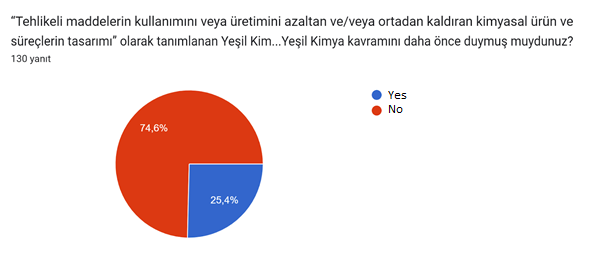 “Tehlikeli maddelerin kullanımını veya üretimini azaltan ve/veya ortadan kaldıran kimyasal ürün ve
süreçlerin tasarımı” olarak tanımlanan Yeşil Kim...Yeşil Kimya kavramını daha önce duymuş muydunuz?
130 yanıt
Yes
No
74,6%
25,4%